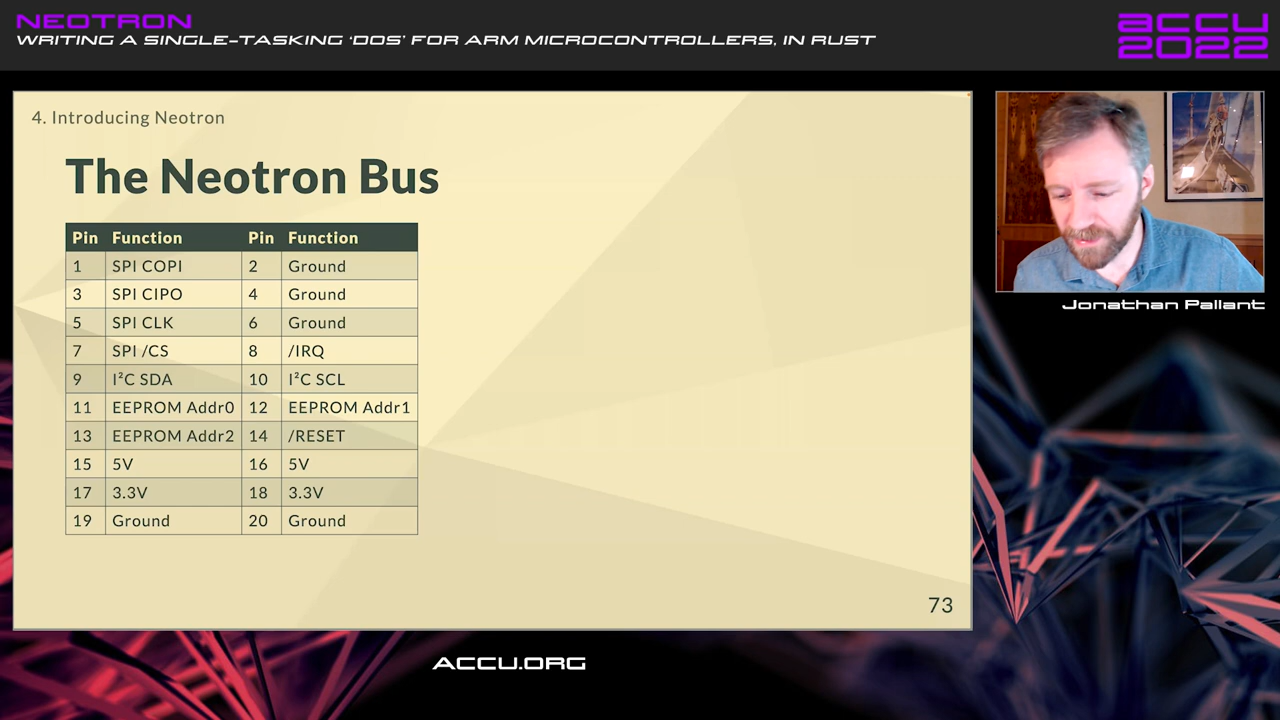 NEOTRON
WRITING A SINGLE-TASKING 'DOS' FOR ARM MICROCONTROLLERS, IN RUST
ACCU
2022
4. Introducing Neotron
The Neotron Bus
Pin Function Pin Function
1 SPI COPI 2 Ground
3 SPI CIPO 4 Ground
5 SPI CLK 6 Ground
7 SPI /CS 8 /IRQ
9 I²C SDA 10 I²C SCL
11 EEPROM Addr0 12 EEPROM Addr1
13 EEPROM Addr2 14 /RESET
15 5V 16 5V
17 3.3V 18 3.3V
19 Ground 20 Ground
73
Jonathan Pallant
ACCU.ORG